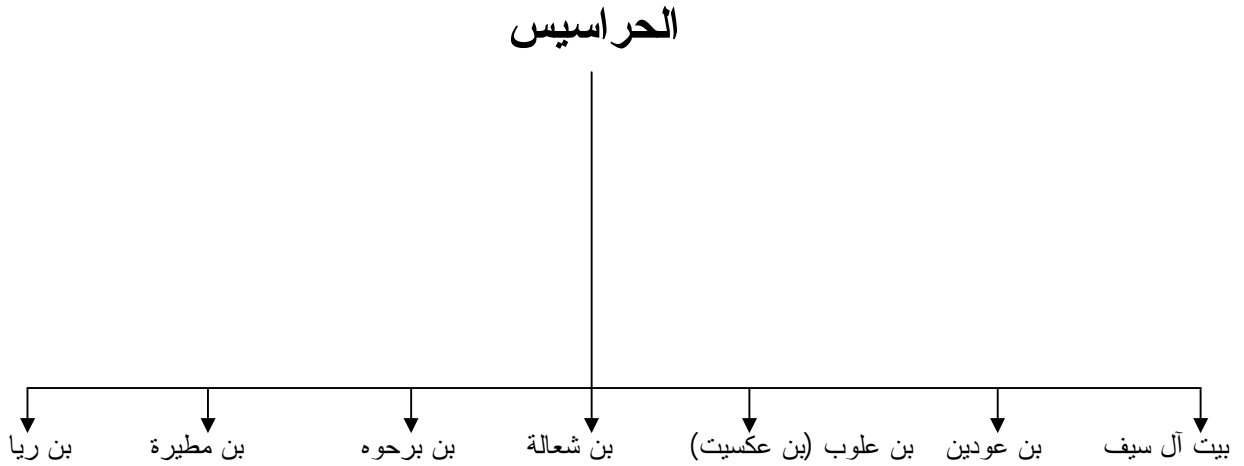 الحراسيس
بيت آل سيف
بن عودين
بن علوب (بن عكسيت)
بن شعالة
بن برحوه
بن مطيرة
بن ريا